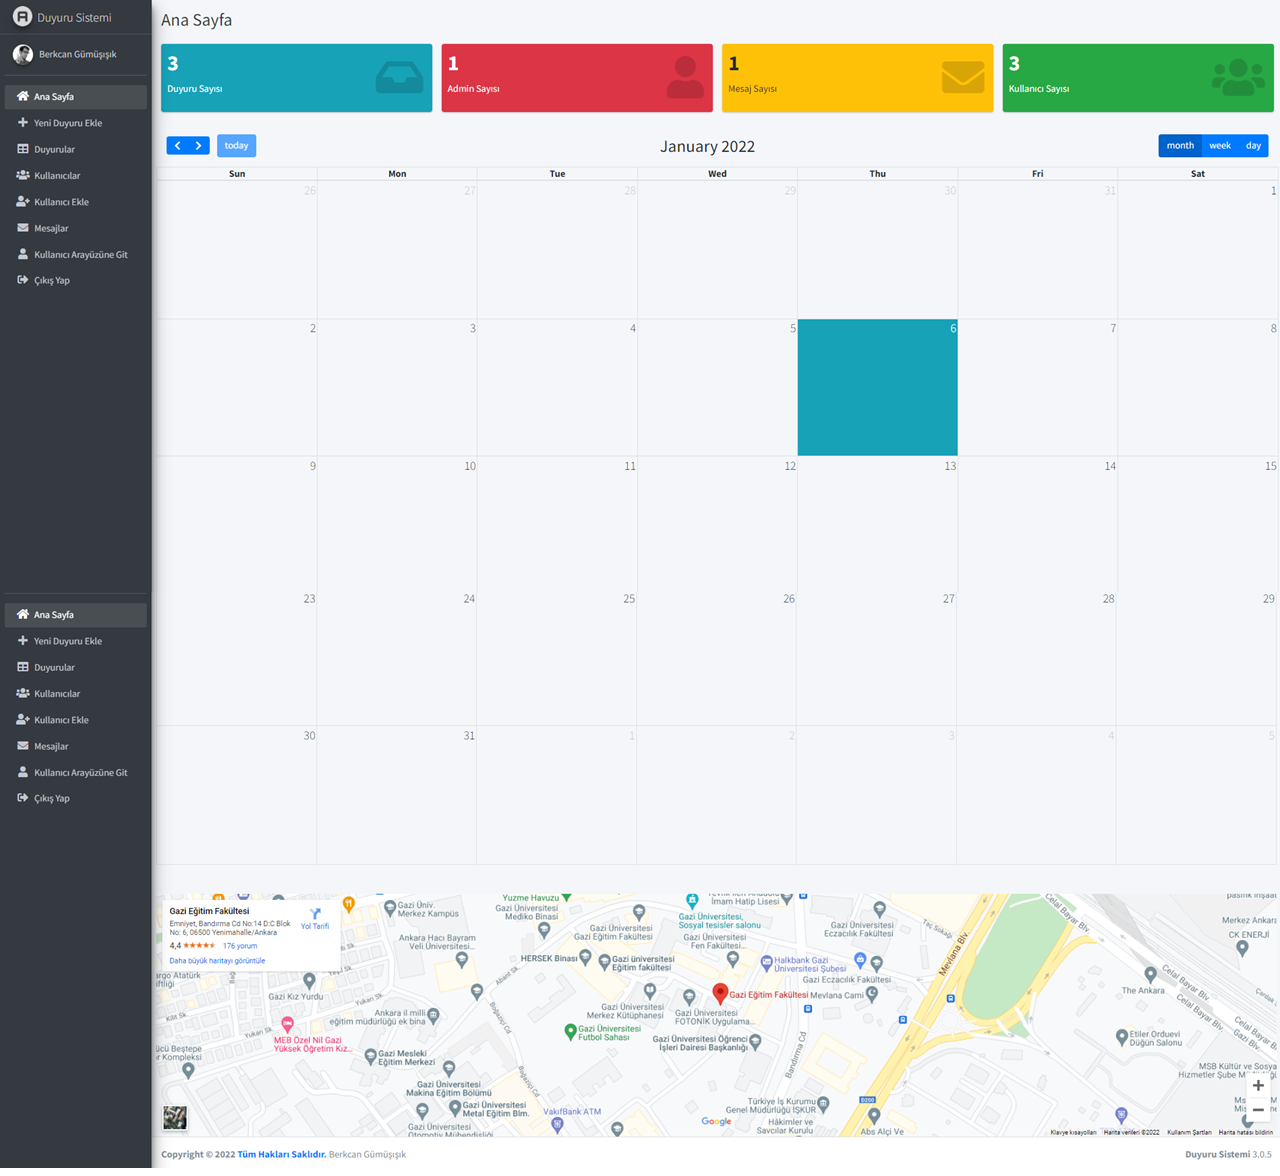 Duyuru Sistemi
Berkcan Gümüşışık
Ana Sayfa
Yeni Duyuru Ekle
Duyurular
Kullanıcılar
Kullanıcı Ekle
Mesajlar
Kullanıcı Arayüzüne Git
Çıkış Yap
Ana Sayfa
Yeni Duyuru Ekle
Duyurular
Kullanıcılar
Kullanıcı Ekle
Mesajlar
Kullanıcı Arayüzüne Git
Çıkış Yap
Ana Sayfa
3
Duyuru Sayısı
1
Admin Sayısı
1
Mesaj Sayısı
3
Kullanıcı Sayısı
today
January 2022
month week day
Sun Mon Tue Wed Thu Fri Sat
26 27 28 29 30 31 1
2 3 4 5 6 7 8
9 10 11 12 13 14 15
23 24 25 26 27 28 29
30 31 1 2 3 4 5
Gazi Eğitim Fakültesi
Emniyet, Bandırma Cd No:14 D:C Blok
No: 6, 06500 Yenimahalle/Ankara
4,4 176 yorum
Daha büyük haritayı görüntüle
Yol Tarifi
Gazi Üniv.
Merkez Kampüs
Yuzme Havuzu
Gazi Üniversitesi
Mediko Binası
Gazi Üniversitesi
Gazi Eğitim Fakültesi
İmam Hatip Lisesi
Gazi Üniversitesi,
Sosyal tesisler salonu
Gazi Üniversitesi
Fen Fakültesi...
Gazi Üniversitesi
Eczacılık Fakültesi
Celal Bayar Blv
Merkez Ankara
ÇK ENERJİ
Ankara Hacı Bayram
Veli Üniversitesi...
HERSEK Binası
Gazi üniversitesi
Eğitim fakültesi
Halkbank Gazi
Üniversitesi Şubesi
Gazi Eczacılık Fakültesi
Mevlana Blv.
Celal Bayar Blv
The Ankara
Gazi Kız Yurdu
Yukarı Sk.
Kilit Sk
Yukarı Sk.
Ankara il milli
eğitim müdürlüğü ek bina
Gazi Üniversitesi
Merkez Kütüphanesi
Gazi Üniversitesi
FOTONİK Uygulama...
Gazi Eğitim Fakültesi
Mevlana Cami
MEB Özel Nil Gazi
Yüksek Öğretim Kız...
Gazi Üniversitesi
Futbol Sahası
Gazi Üniversitesi Öğrenci
İşleri Dairesi Başkanlığı
Bandırma Cd
Etiler Orduevi
Düğün Salonu
Gazi Mesleki
Eğitim Merkezi
Gazi Üniversitesi
Makina Eğitim Bölümü
Gazi Üniversitesi
Metal Eğitim Blm.
Gazi Üniversitesi
VakıfBank ATM
Türkiye İş Kurumu
Genel Müdürlüğü İŞKUR
Hâkimler ve
Savcılar Kurulu
D200
MSB Kültür ve
Hizmetler Şube
Google
Klavye kısayolları Harita verileri ©2022 Kullanım Şartları Harita hatası bildirin
Copyright © 2022 Tüm Hakları Saklıdır. Berkcan Gümüşışık
Duyuru Sistemi 3.0.5